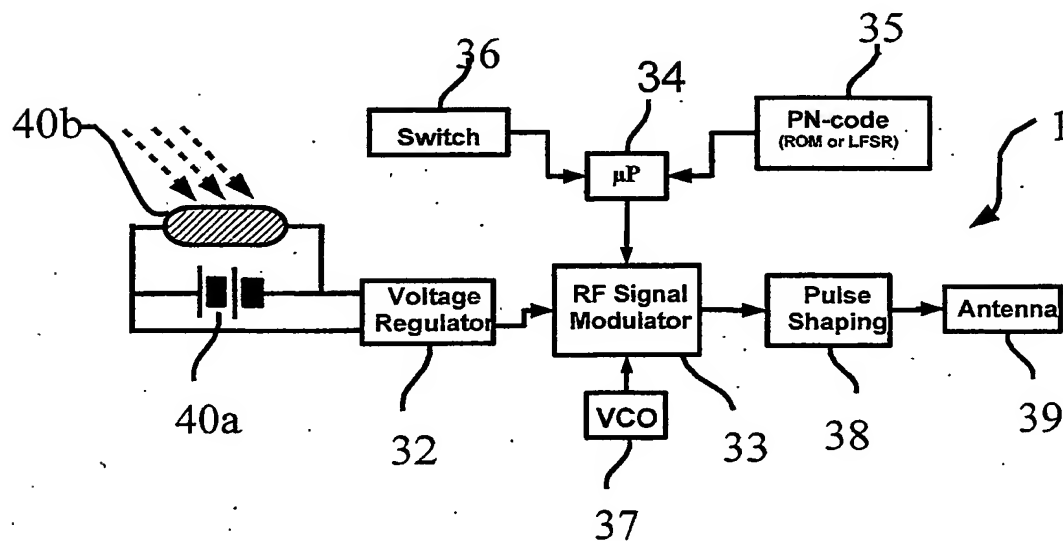 35
36
34
40b
Switch
PN-code
(ROM or LFSR)
1
μP
Voltage
Regulator
RF Signal
Modulator
Pulse
Shaping
Antenna
40a
32
VCO
33
38
39
37